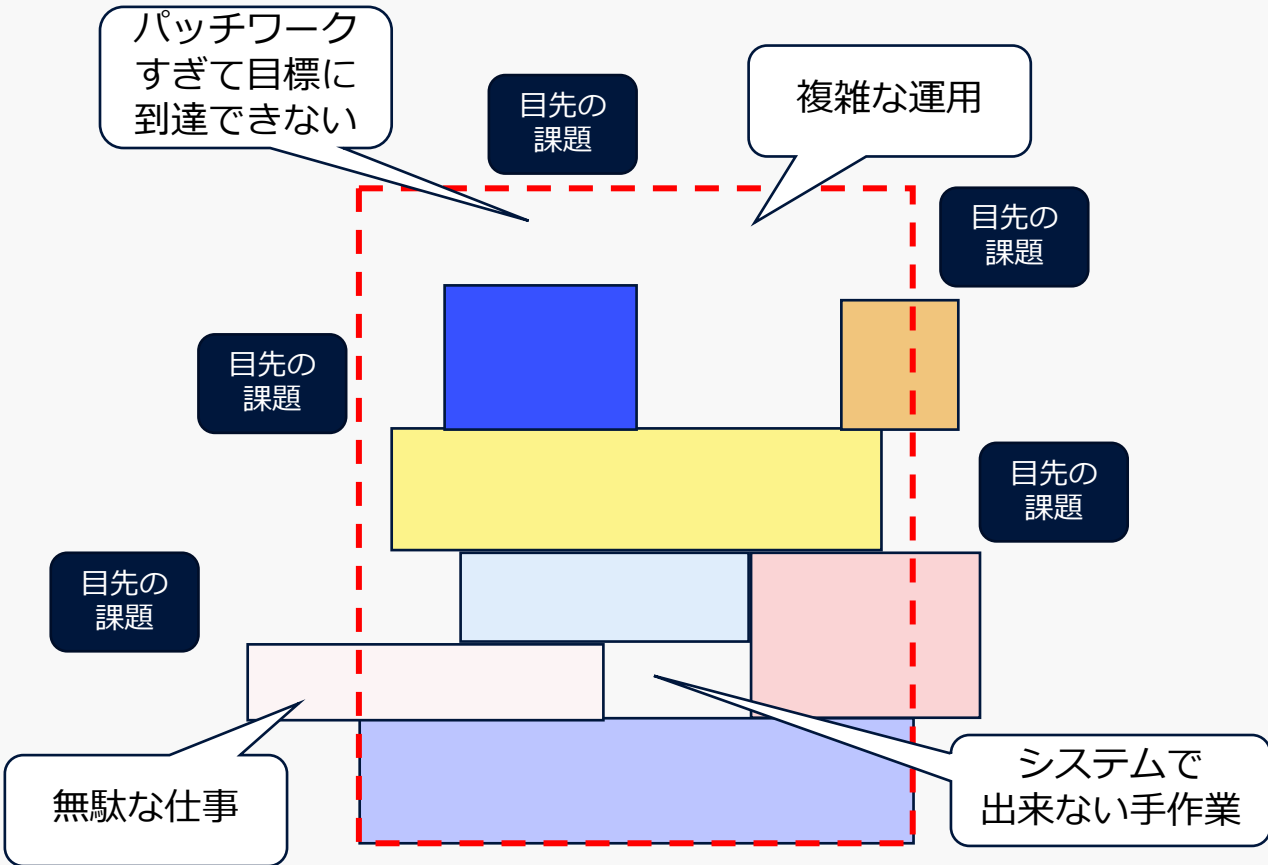 パッチワーク
すぎて目標に
到達できない
目先の
課題
複雑な運用
目先の
課題
目先の
課題
目先の
課題
目先の
課題
無駄な仕事
システムで
出来ない手作業